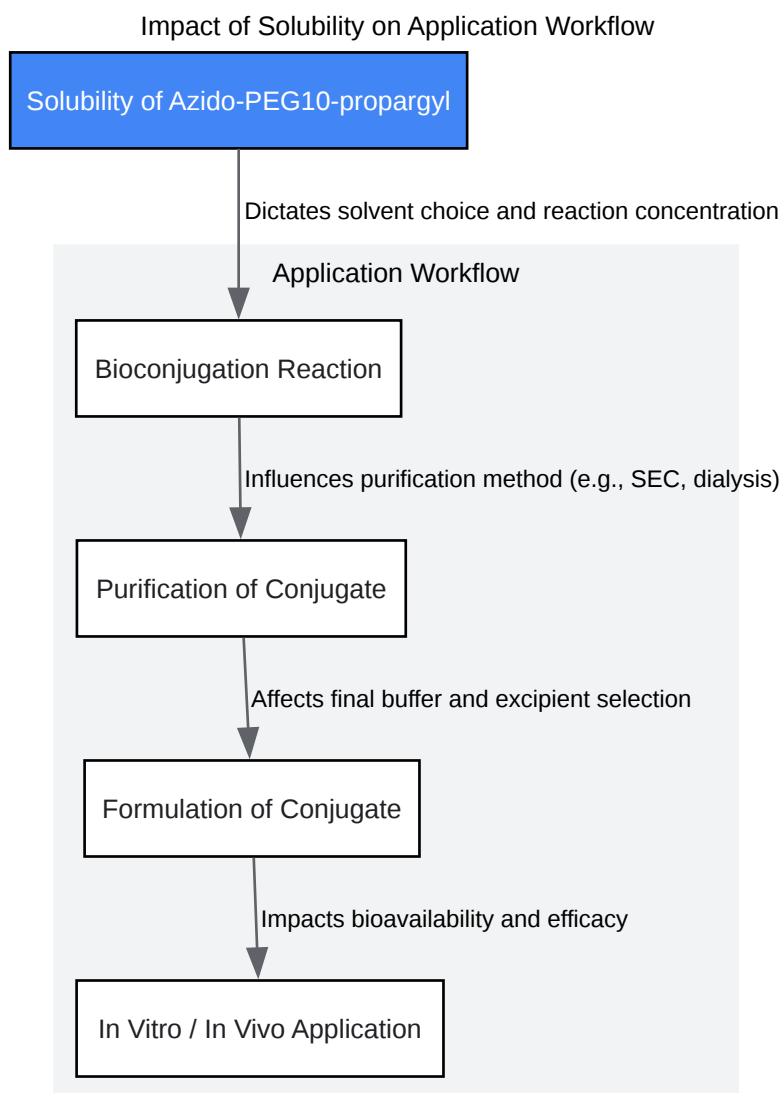 Impact of Solubility on Application Workflow
Solubility of Azido-PEG10-propargyl
Dictates solvent choice and reaction concentration
Application Workflow
Bioconjugation Reaction
Influences purification method (e.g., SEC, dialysis)
Purification of Conjugate
Affects final buffer and excipient selection
Formulation of Conjugate
Impacts bioavailability and efficacy
In Vitro / In Vivo Application